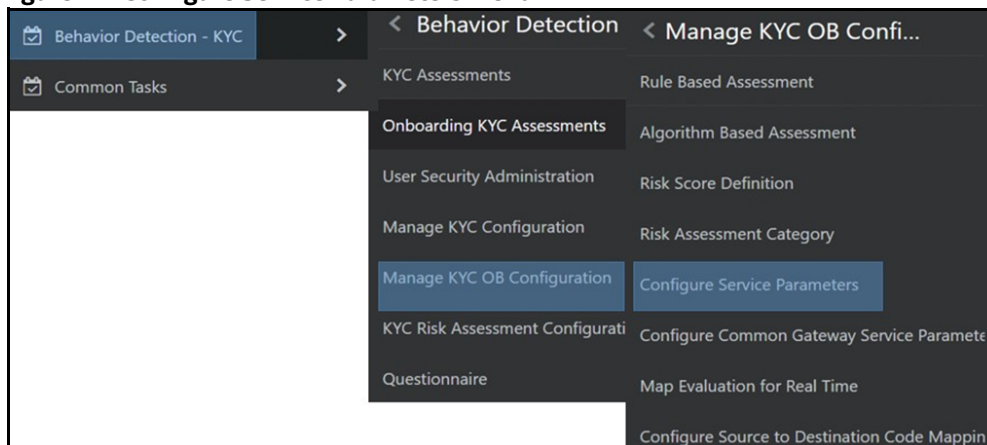 Behavior Detection - KYC
Common Tasks
Behavior Detection
KYC Assessments
Onboarding KYC Assessments
User Security Administration
Manage KYC Configuration
Manage KYC OB Configuration
KYC Risk Assessment Configurati
Questionnaire
Manage KYC OB Confi...
Rule Based Assessment
Algorithm Based Assessment
Risk Score Definition
Risk Assessment Category
Configure Service Parameters
Configure Common Gateway Service Paramete
Map Evaluation for Real Time
Configure Source to Destination Code Mappin